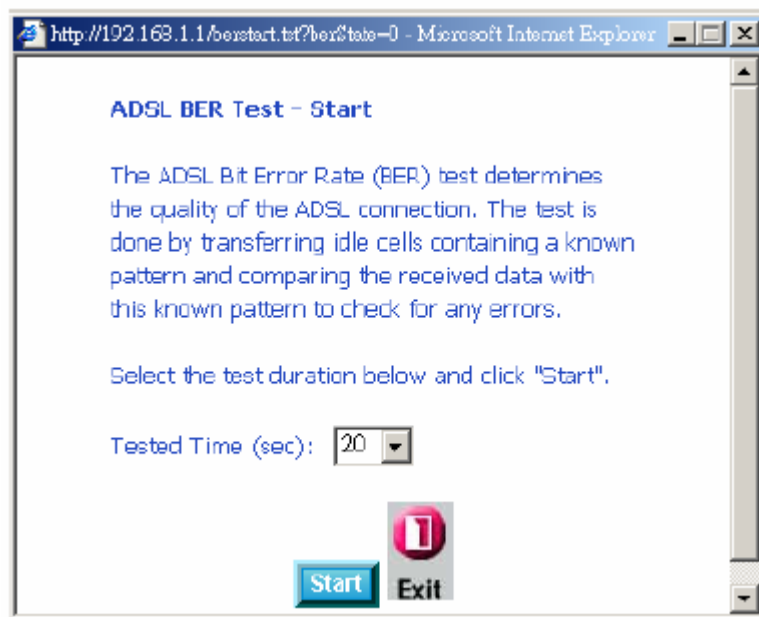 http://192.168.1.1/berstart.tst?berState=0 - Microsoft Internet Explorer
ADSL BER Test - Start
The ADSL Bit Error Rate (BER) test determines
the quality of the ADSL connection. The test is
done by transferring idle cells containing a known
pattern and comparing the received data with
this known pattern to check for any errors.
Select the test duration below and click "Start".
Tested Time (sec): 20
Start
Exit